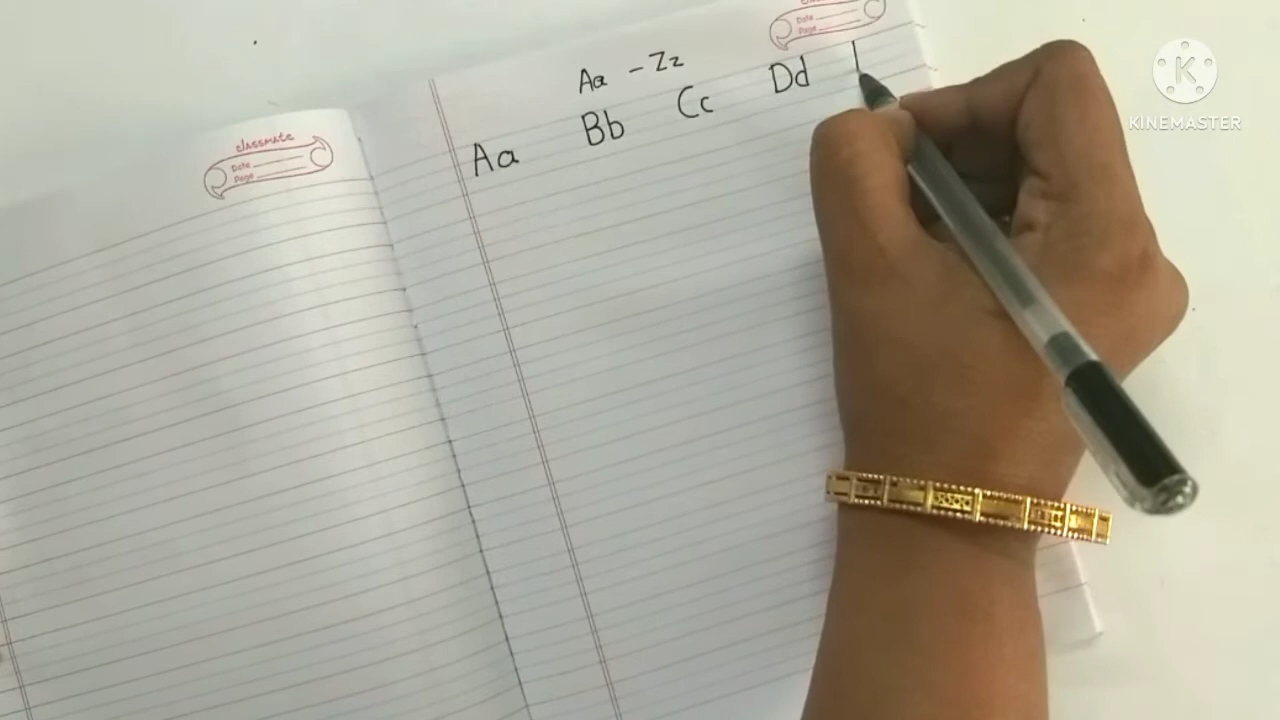 classmate
Date
Page
Aa - Zz
Aa Bb Cc Dd
classmate
Date
Page
K
KINEMASTER